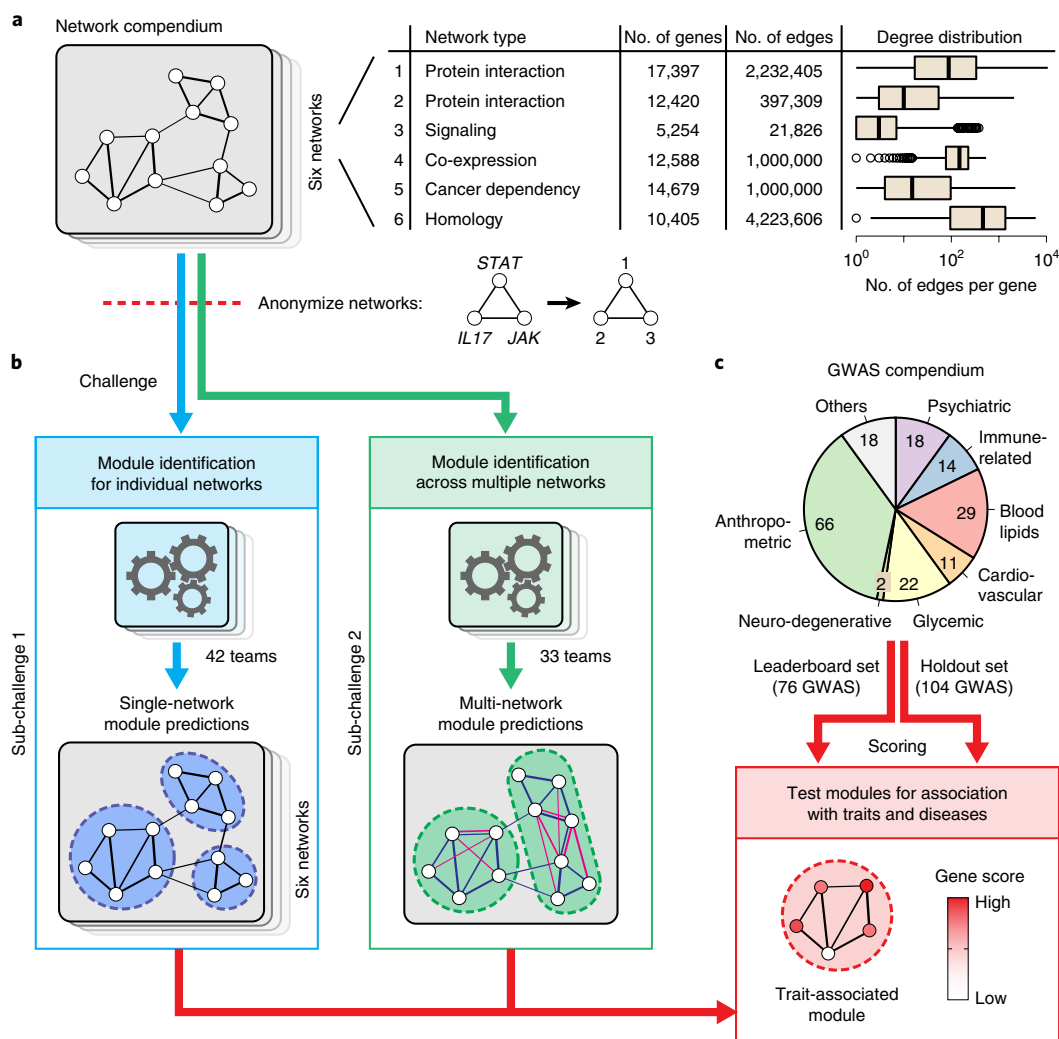 a
Network compendium
Six networks
Network type No. of genes No. of edges Degree distribution
1 Protein interaction 17,397 2,232,405
2 Protein interaction 12,420 397,309
3 Signaling 5,254 21,826
4 Co-expression 12,588 1,000,000
5 Cancer dependency 14,679 1,000,000
6 Homology 10,405 4,223,606
10⁰ 10² 10⁴
No. of edges per gene
Anonymize networks:
STAT
IL17 JAK
1
2 3
b
Challenge
Sub-challenge 1
Module identification
for individual networks
42 teams
Single-network
module predictions
Six networks
Sub-challenge 2
Module identification
across multiple networks
33 teams
Multi-network
module predictions
c
GWAS compendium
Others
18
Psychiatric
18
Immune-
related
14
Blood
lipids
29
Cardio-
vascular
11
Glycemic
22
Neuro-degenerative
2
Anthropo-
metric
66
Leaderboard set
(76 GWAS)
Holdout set
(104 GWAS)
Scoring
Test modules for association
with traits and diseases
Gene score
High
Low
Trait-associated
module